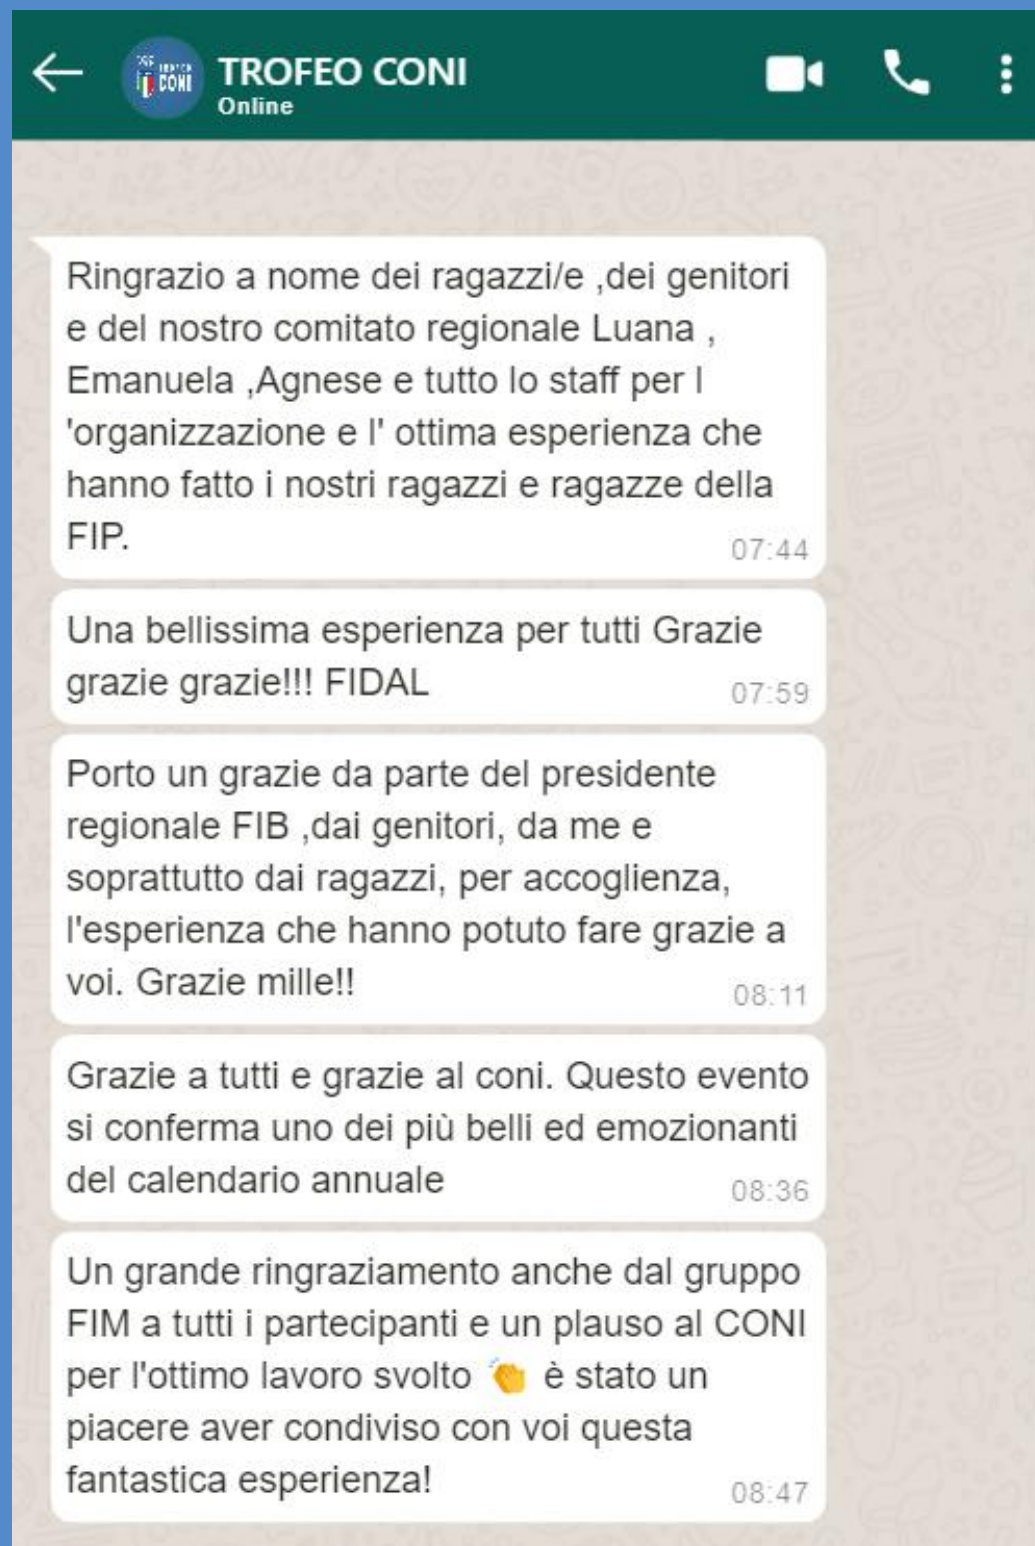 CONI
TROFEO CONI
Online
Ringrazio a nome dei ragazzi/e ,dei genitori
e del nostro comitato regionale Luana ,
Emanuela ,Agnese e tutto lo staff per l
'organizzazione e l' ottima esperienza che
hanno fatto i nostri ragazzi e ragazze della
FIP.
07:44
Una bellissima esperienza per tutti Grazie
grazie grazie!!! FIDAL
07:59
Porto un grazie da parte del presidente
regionale FIB ,dai genitori, da me e
soprattutto dai ragazzi, per accoglienza,
l'esperienza che hanno potuto fare grazie a
voi. Grazie mille!!
08:11
Grazie a tutti e grazie al coni. Questo evento
si conferma uno dei più belli ed emozionanti
del calendario annuale
08:36
Un grande ringraziamento anche dal gruppo
FIM a tutti i partecipanti e un plauso al CONI
per l'ottimo lavoro svolto 👏 è stato un
piacere aver condiviso con voi questa
fantastica esperienza!
08:47